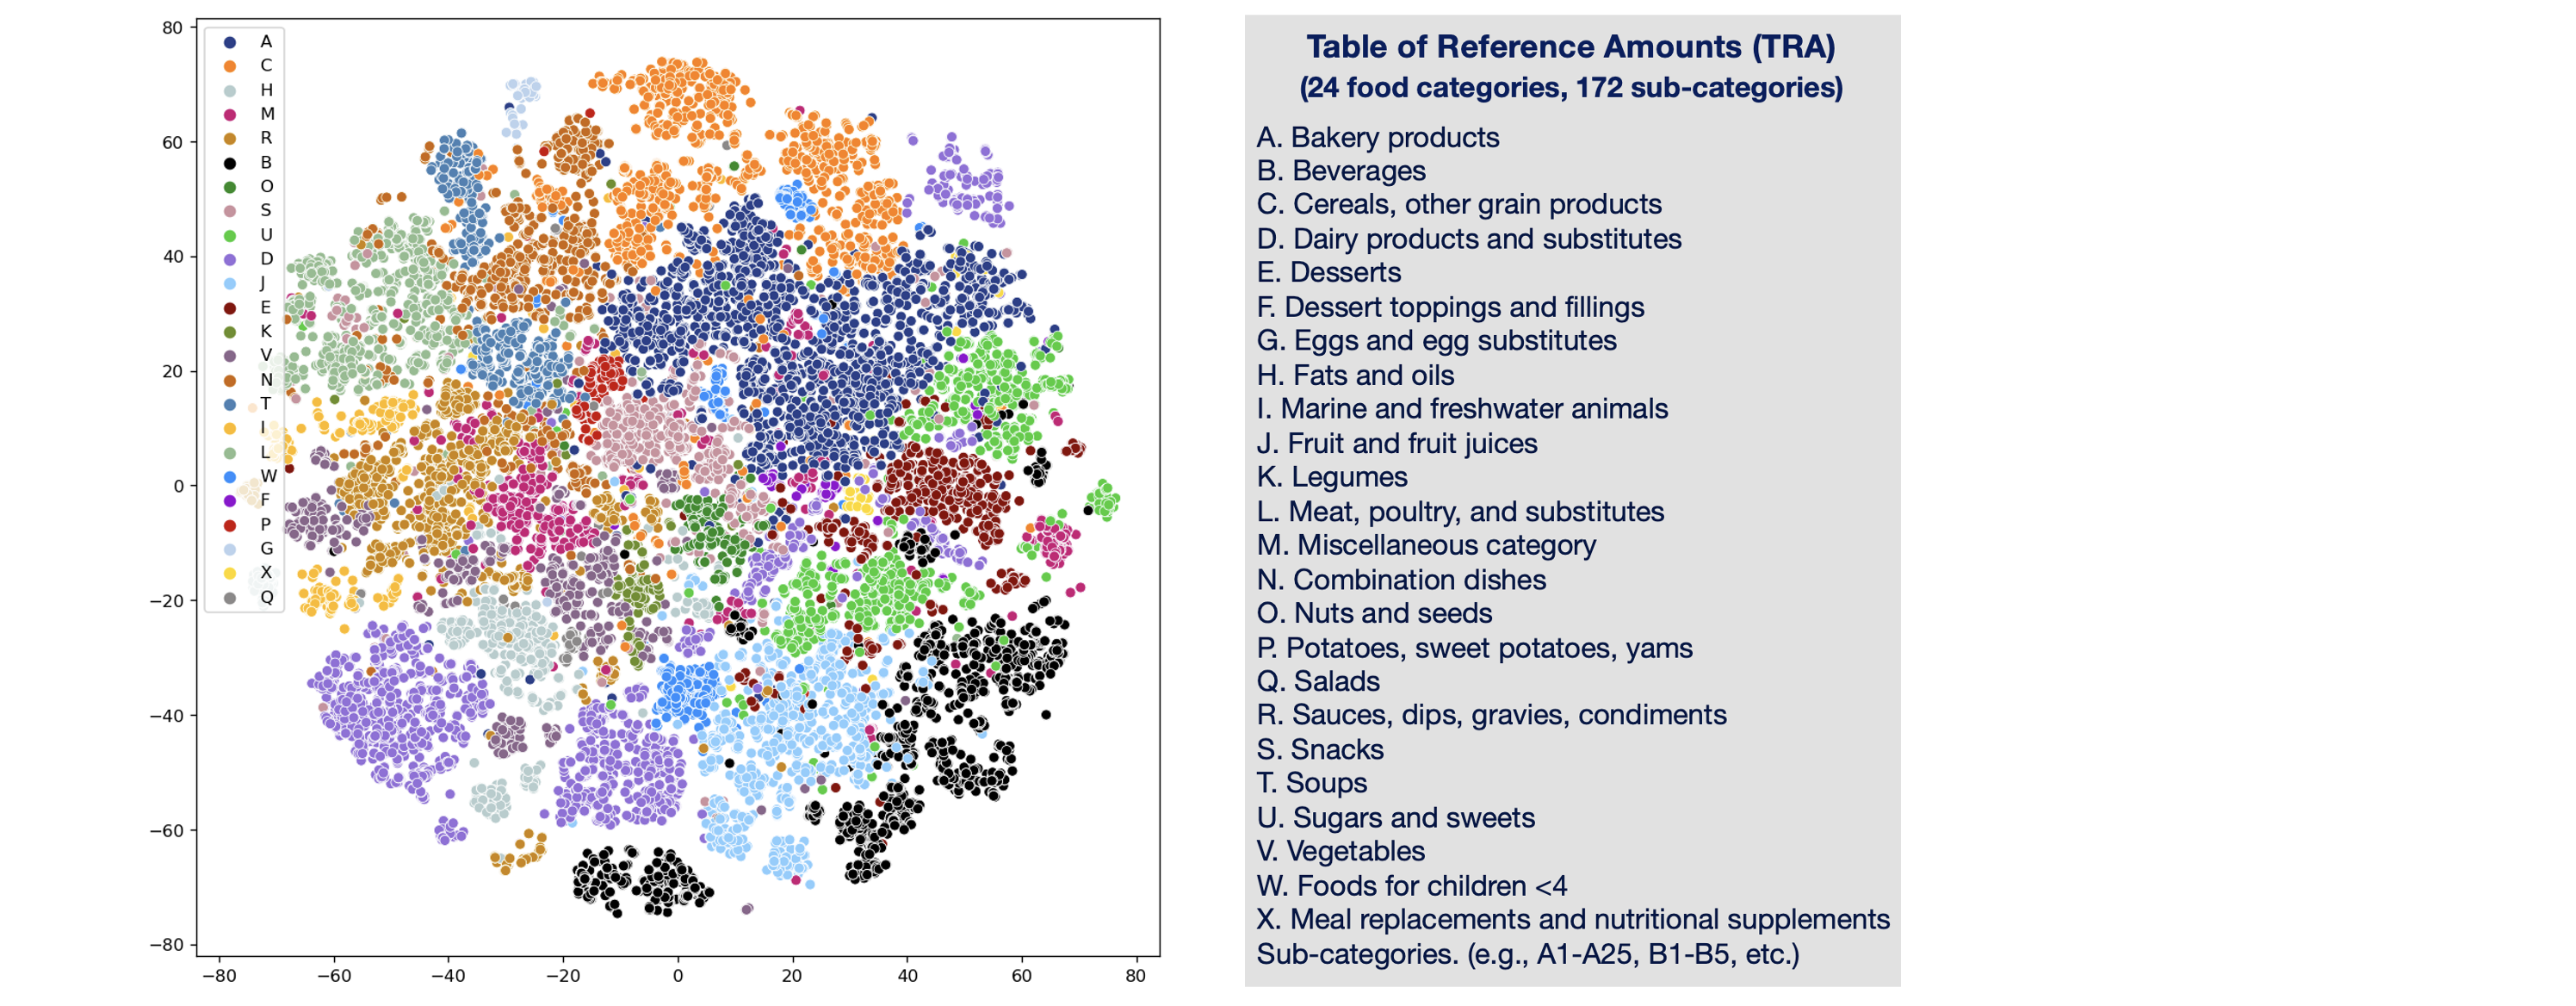 80
60
40
20
0
−20
−40
−60
−80
−80
−60
−40
−20
0
20
40
60
80
A
C
H
M
R
B
O
S
U
D
J
E
K
V
N
T
I
L
W
F
P
G
X
Q
Table of Reference Amounts (TRA)
(24 food categories, 172 sub-categories)
A. Bakery products
B. Beverages
C. Cereals, other grain products
D. Dairy products and substitutes
E. Desserts
F. Dessert toppings and fillings
G. Eggs and egg substitutes
H. Fats and oils
I. Marine and freshwater animals
J. Fruit and fruit juices
K. Legumes
L. Meat, poultry, and substitutes
M. Miscellaneous category
N. Combination dishes
O. Nuts and seeds
P. Potatoes, sweet potatoes, yams
Q. Salads
R. Sauces, dips, gravies, condiments
S. Snacks
T. Soups
U. Sugars and sweets
V. Vegetables
W. Foods for children <4
X. Meal replacements and nutritional supplements
Sub-categories. (e.g., A1-A25, B1-B5, etc.)